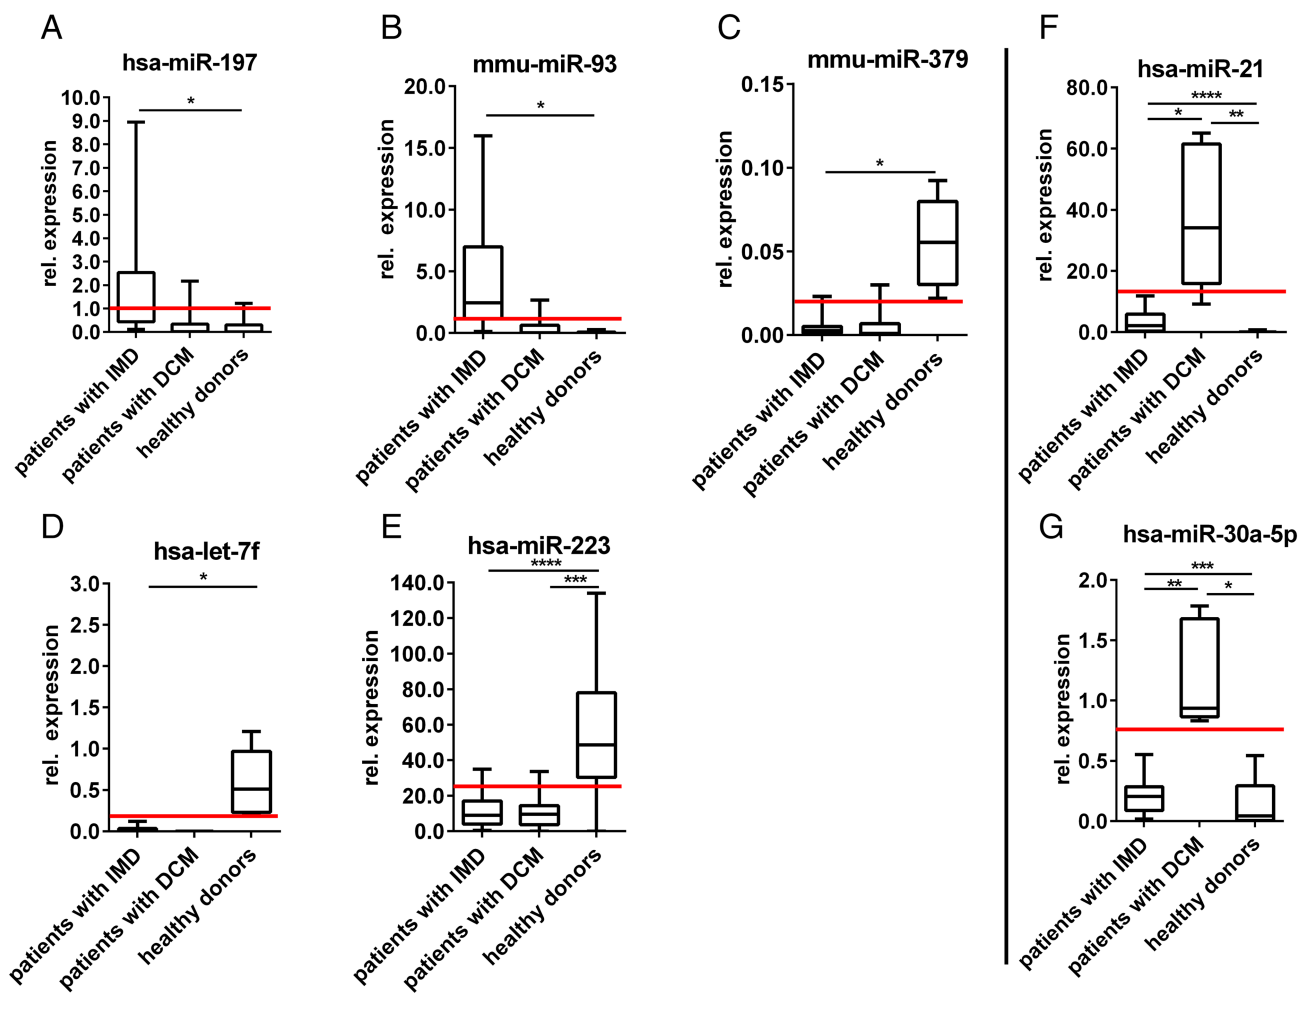 A
hsa-miR-197
10.0
9.0
8.0
7.0
6.0
5.0
4.0
3.0
2.0
1.0
0.0
rel. expression
*
patients with IMD
patients with DCM
healthy donors
B
mmu-miR-93
20.0
15.0
10.0
5.0
0.0
rel. expression
*
patients with IMD
patients with DCM
healthy donors
C
mmu-miR-379
0.15
0.10
0.05
0.00
rel. expression
*
patients with IMD
patients with DCM
healthy donors
F
hsa-miR-21
80.0
60.0
40.0
20.0
0.0
rel. expression
****
*
**
patients with IMD
patients with DCM
healthy donors
D
hsa-let-7f
3.0
2.5
2.0
1.5
1.0
0.5
0.0
rel. expression
*
patients with IMD
patients with DCM
healthy donors
E
hsa-miR-223
140.0
120.0
100.0
80.0
60.0
40.0
20.0
0.0
rel. expression
****
***
patients with IMD
patients with DCM
healthy donors
G
hsa-miR-30a-5p
2.0
1.5
1.0
0.5
0.0
rel. expression
***
**
*
patients with IMD
patients with DCM
healthy donors